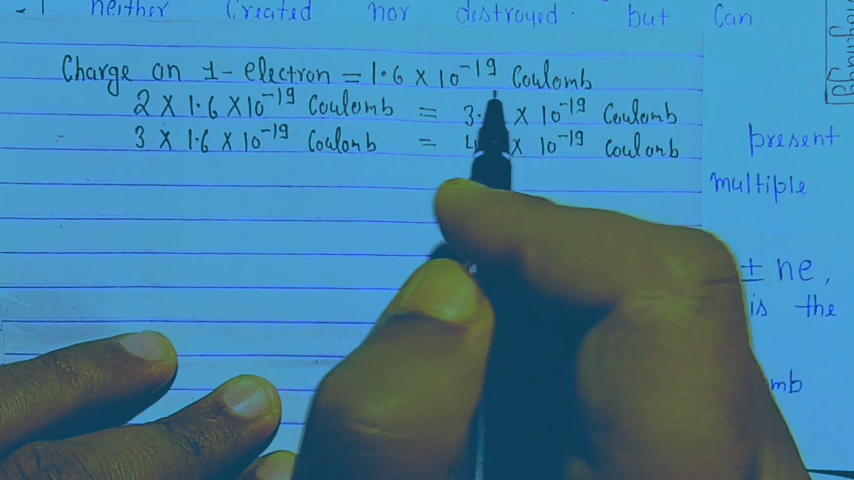 neither created nor destroyed. but can
Charge on 1-electron = 1.6 × 10⁻¹⁹ Coulomb
2 × 1.6 × 10⁻¹⁹ Coulomb = 3. × 10⁻¹⁹ Coulomb
3 × 1.6 × 10⁻¹⁹ Coulomb = 4 × 10⁻¹⁹ Coulomb
present
multiple
± ne,
is the
mb